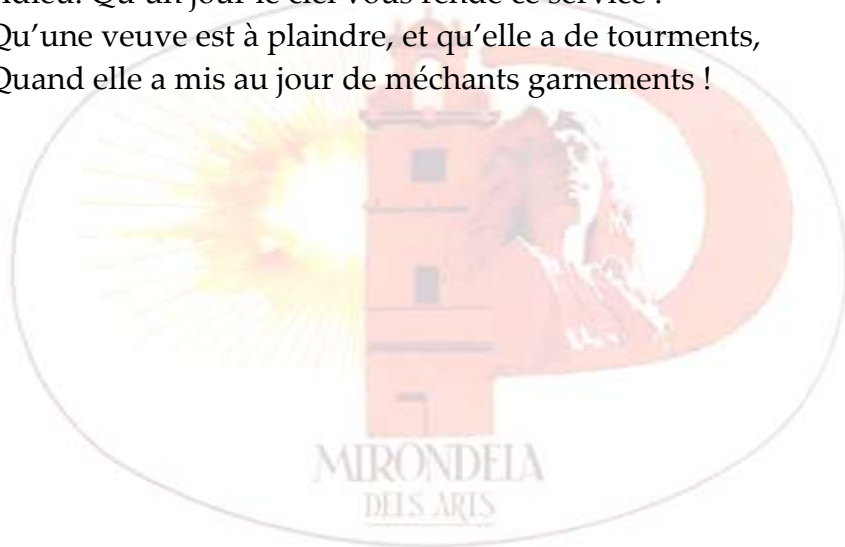 Qu'un jour le ciel vous rende ce service !
Qu’une veuve est à plaindre, et qu’elle a de tourments,
Quand elle a mis au jour de méchants garnements !
MIRONDELA
DELS ARTS